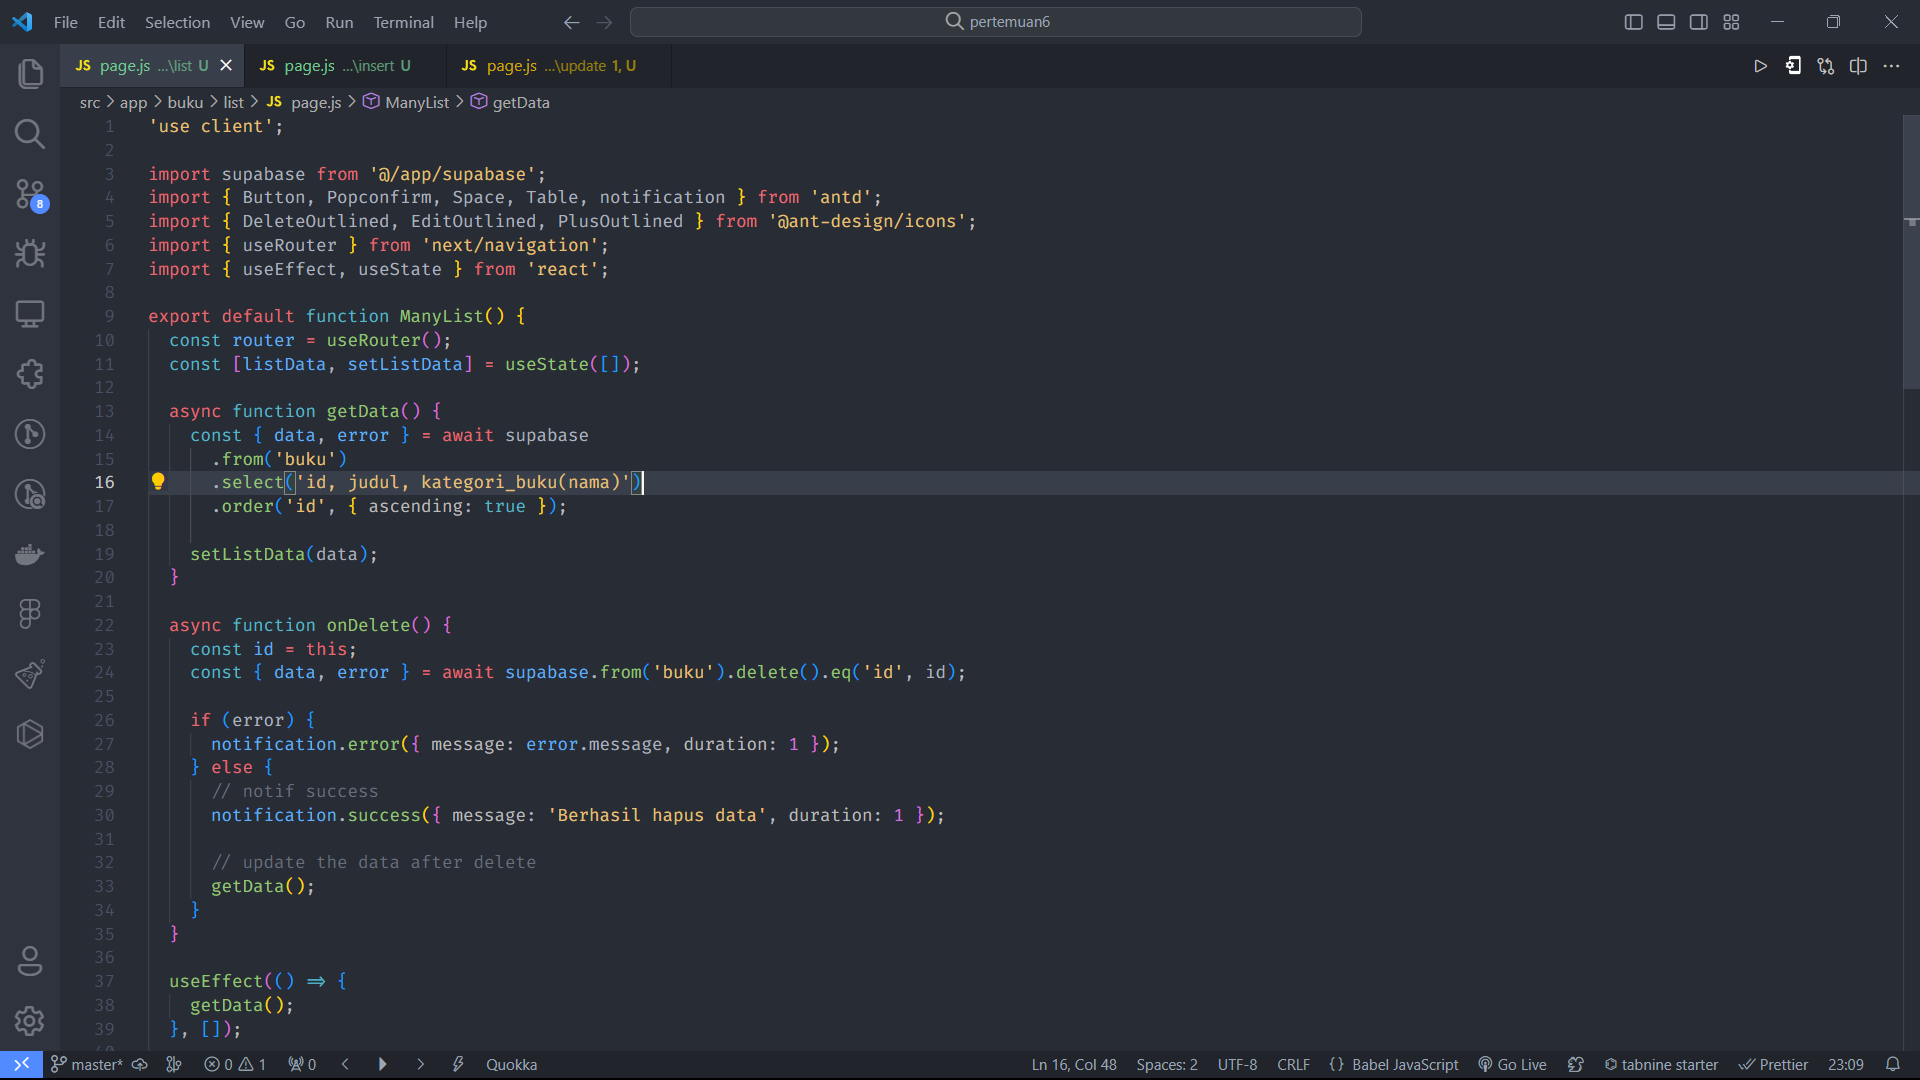 File Edit Selection View Go Run Terminal Help
pertemuan6
JS page.js ...\list U
JS page.js ...\insert U
JS page.js ...\update 1, U
src > app > buku > list > JS page.js > ManyList > getData
1 'use client';
2
3 import supabase from '@/app/supabase';
4 import { Button, Popconfirm, Space, Table, notification } from 'antd';
5 import { DeleteOutlined, EditOutlined, PlusOutlined } from '@ant-design/icons';
6 import { useRouter } from 'next/navigation';
7 import { useEffect, useState } from 'react';
8
9 export default function ManyList() {
10 const router = useRouter();
11 const [listData, setListData] = useState([]);
12
13 async function getData() {
14 const { data, error } = await supabase
15 .from('buku')
16 .select('id, judul, kategori_buku(nama)')
17 .order('id', { ascending: true });
18
19 setListData(data);
20 }
21
22 async function onDelete() {
23 const id = this;
24 const { data, error } = await supabase.from('buku').delete().eq('id', id);
25
26 if (error) {
27 notification.error({ message: error.message, duration: 1 });
28 } else {
29 // notif success
30 notification.success({ message: 'Berhasil hapus data', duration: 1 });
31
32 // update the data after delete
33 getData();
34 }
35 }
36
37 useEffect(() => {
38 getData();
39 }, []);
8
master* 0 1 0 Quokka Ln 16, Col 48 Spaces: 2 UTF-8 CRLF {} Babel JavaScript Go Live tabnine starter Prettier 23:09